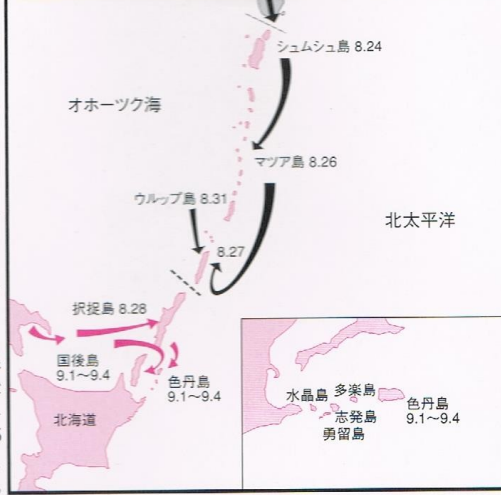 シュムシュ島 8.24
オホーツク海
マツア島 8.26
ウルップ島 8.31
北太平洋
8.27
択捉島 8.28
国後島
9.1〜9.4
色丹島
9.1〜9.4
北海道
水晶島
多楽島
志発島
勇留島
色丹島
9.1〜9.4